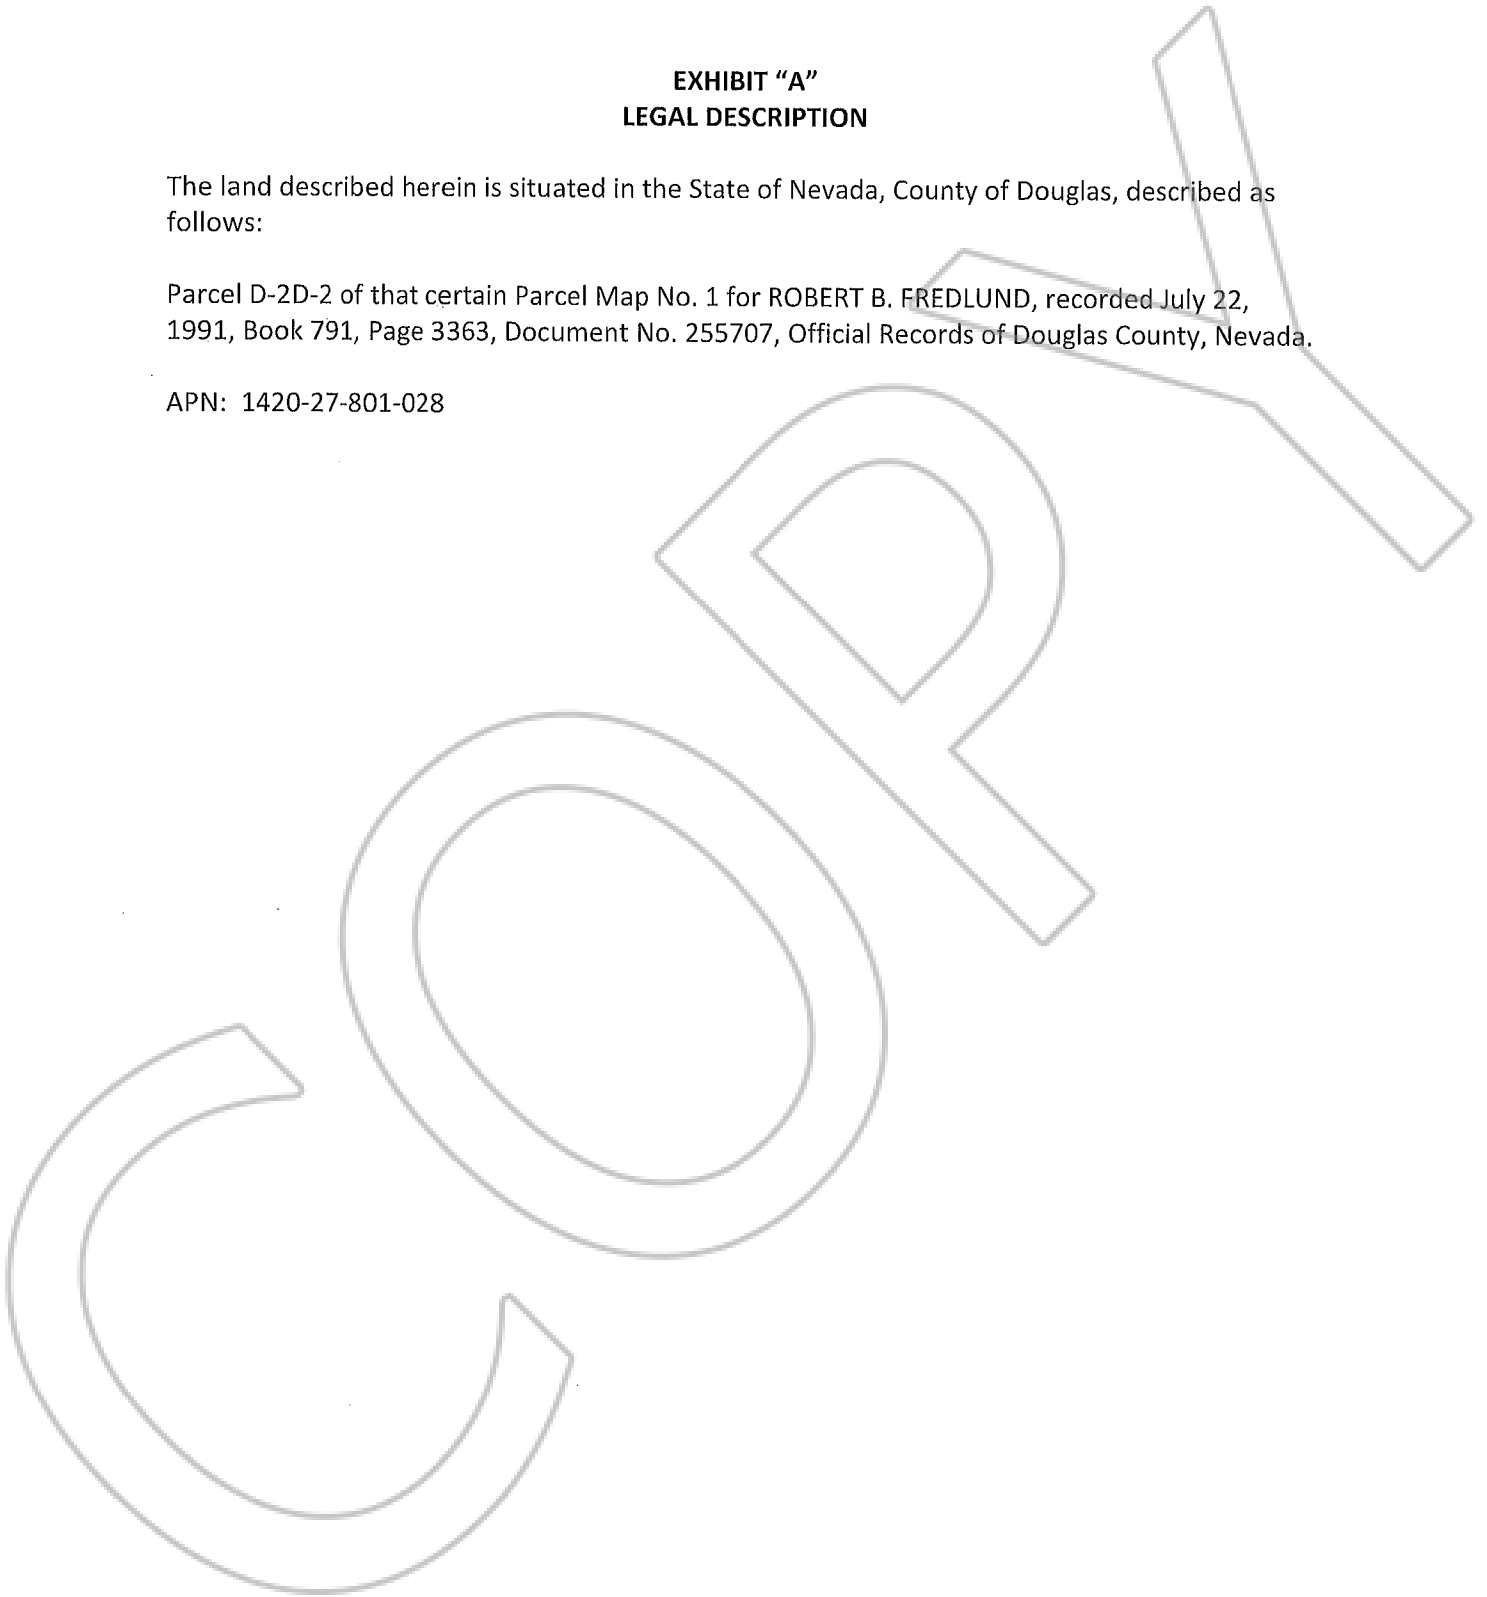 EXHIBIT “A”
LEGAL DESCRIPTION
The land described herein is situated in the State of Nevada, County of Douglas, described as
follows:
Parcel D-2D-2 of that certain Parcel Map No. 1 for ROBERT B. FREDLUND, recorded July 22,
1991, Book 791, Page 3363, Document No. 255707, Official Records of Douglas County, Nevada.
APN: 1420-27-801-028
COPY